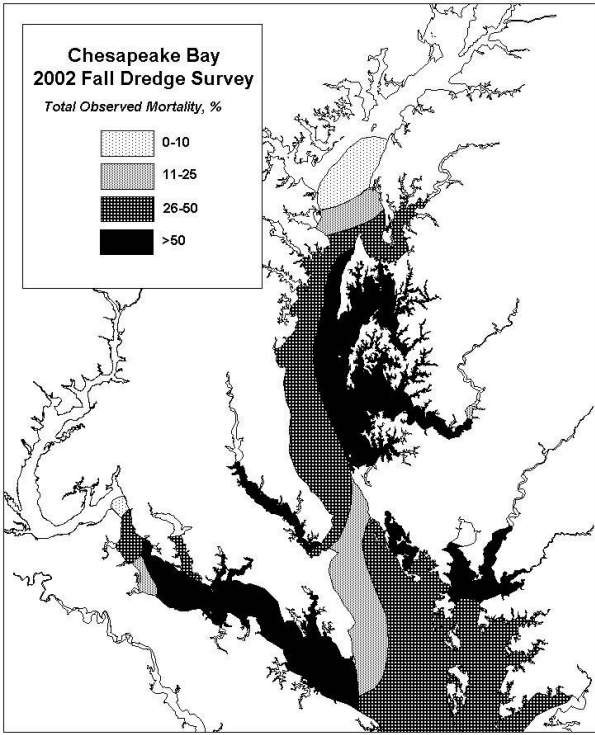 Chesapeake Bay
2002 Fall Dredge Survey
Total Observed Mortality, %
0-10
11-25
26-50
>50